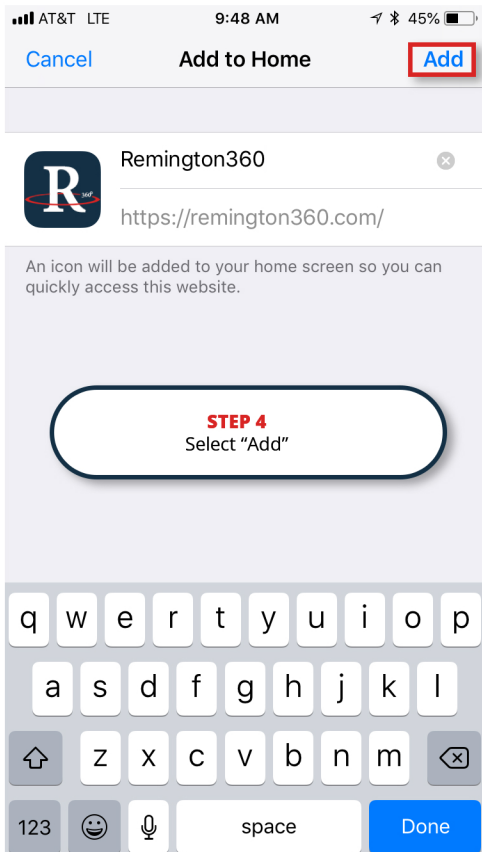 AT&T LTE 9:48 AM 45%
Cancel Add to Home Add
R 360°
Remington360
https://remington360.com/
An icon will be added to your home screen so you can
quickly access this website.
STEP 4
Select “Add”
q w e r t y u i o p
a s d f g h j k l
z x c v b n m
123 space Done